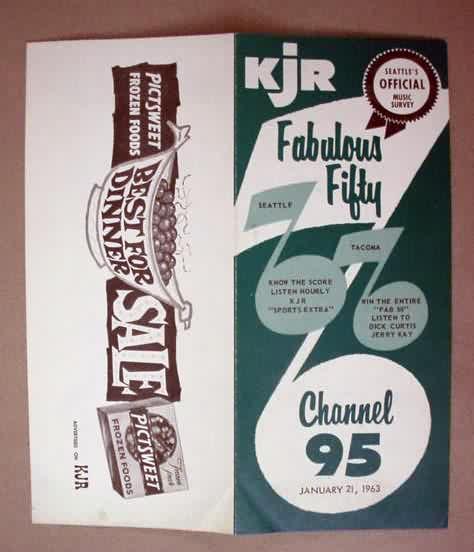 PICTSWEET
FROZEN FOODS
BEST FOR
DINNER
SALE
PICTSWEET
FROZEN FOODS
ADVERTISED ON KJR
KJR
SEATTLE'S
OFFICIAL
MUSIC
SURVEY
Fabulous
Fifty
SEATTLE
KNOW THE SCORE
LISTEN HOURLY
KJR
"SPORTS EXTRA"
TACOMA
WIN THE ENTIRE
"FAB 50"
LISTEN TO
DICK CURTIS
JERRY KAY
Channel
95
JANUARY 21, 1963